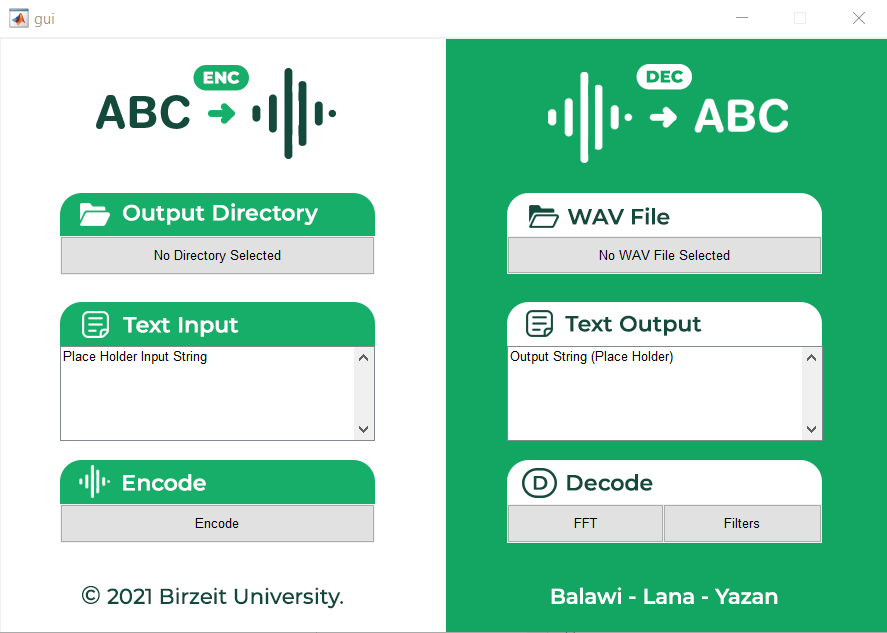 gui
ENC
ABC
Output Directory
No Directory Selected
Text Input
Place Holder Input String
Encode
Encode
© 2021 Birzeit University.
DEC
ABC
WAV File
No WAV File Selected
Text Output
Output String (Place Holder)
D Decode
FFT Filters
Balawi - Lana - Yazan